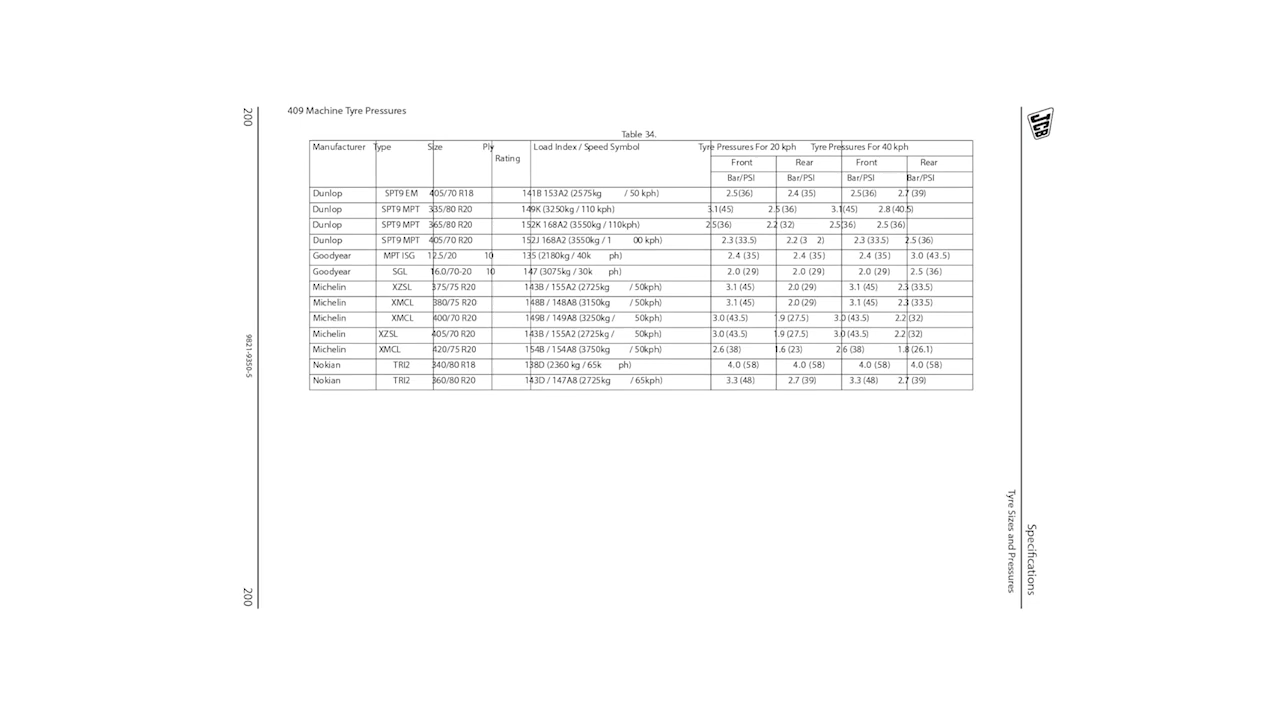 200
409 Machine Tyre Pressures
JCB
Table 34.
Manufacturer Type Size Ply Rating Load Index / Speed Symbol Tyre Pressures For 20 kph Tyre Pressures For 40 kph
Front Rear Front Rear
Bar/PSI Bar/PSI Bar/PSI Bar/PSI
Dunlop SPT9 EM 405/70 R18 141B 153A2 (2575kg / 50 kph) 2.5(36) 2.4 (35) 2.5(36) 2.7 (39)
Dunlop SPT9 MPT 335/80 R20 149K (3250kg / 110 kph) 3.1(45) 2.5 (36) 3.1(45) 2.8 (40.5)
Dunlop SPT9 MPT 365/80 R20 152K 168A2 (3550kg / 110kph) 2.5(36) 2.2 (32) 2.5(36) 2.5 (36)
Dunlop SPT9 MPT 405/70 R20 152J 168A2 (3550kg / 1 00 kph) 2.3 (33.5) 2.2 (3 2) 2.3 (33.5) 2.5 (36)
Goodyear MPT ISG 12.5/20 10 135 (2180kg / 40k ph) 2.4 (35) 2.4 (35) 2.4 (35) 3.0 (43.5)
Goodyear SGL 16.0/70-20 10 147 (3075kg / 30k ph) 2.0 (29) 2.0 (29) 2.0 (29) 2.5 (36)
Michelin XZSL 375/75 R20 143B / 155A2 (2725kg / 50kph) 3.1 (45) 2.0 (29) 3.1 (45) 2.3 (33.5)
Michelin XMCL 380/75 R20 148B / 148A8 (3150kg / 50kph) 3.1 (45) 2.0 (29) 3.1 (45) 2.3 (33.5)
Michelin XMCL 400/70 R20 149B / 149A8 (3250kg / 50kph) 3.0 (43.5) 1.9 (27.5) 3.0 (43.5) 2.2 (32)
Michelin XZSL 405/70 R20 143B / 155A2 (2725kg / 50kph) 3.0 (43.5) 1.9 (27.5) 3.0 (43.5) 2.2 (32)
Michelin XMCL 420/75 R20 154B / 154A8 (3750kg / 50kph) 2.6 (38) 1.6 (23) 2.6 (38) 1.8 (26.1)
Nokian TRI2 340/80 R18 138D (2360 kg / 65k ph) 4.0 (58) 4.0 (58) 4.0 (58) 4.0 (58)
Nokian TRI2 360/80 R20 143D / 147A8 (2725kg / 65kph) 3.3 (48) 2.7 (39) 3.3 (48) 2.7 (39)
9821-9350-5
200
Specifications
Tyre Sizes and Pressures